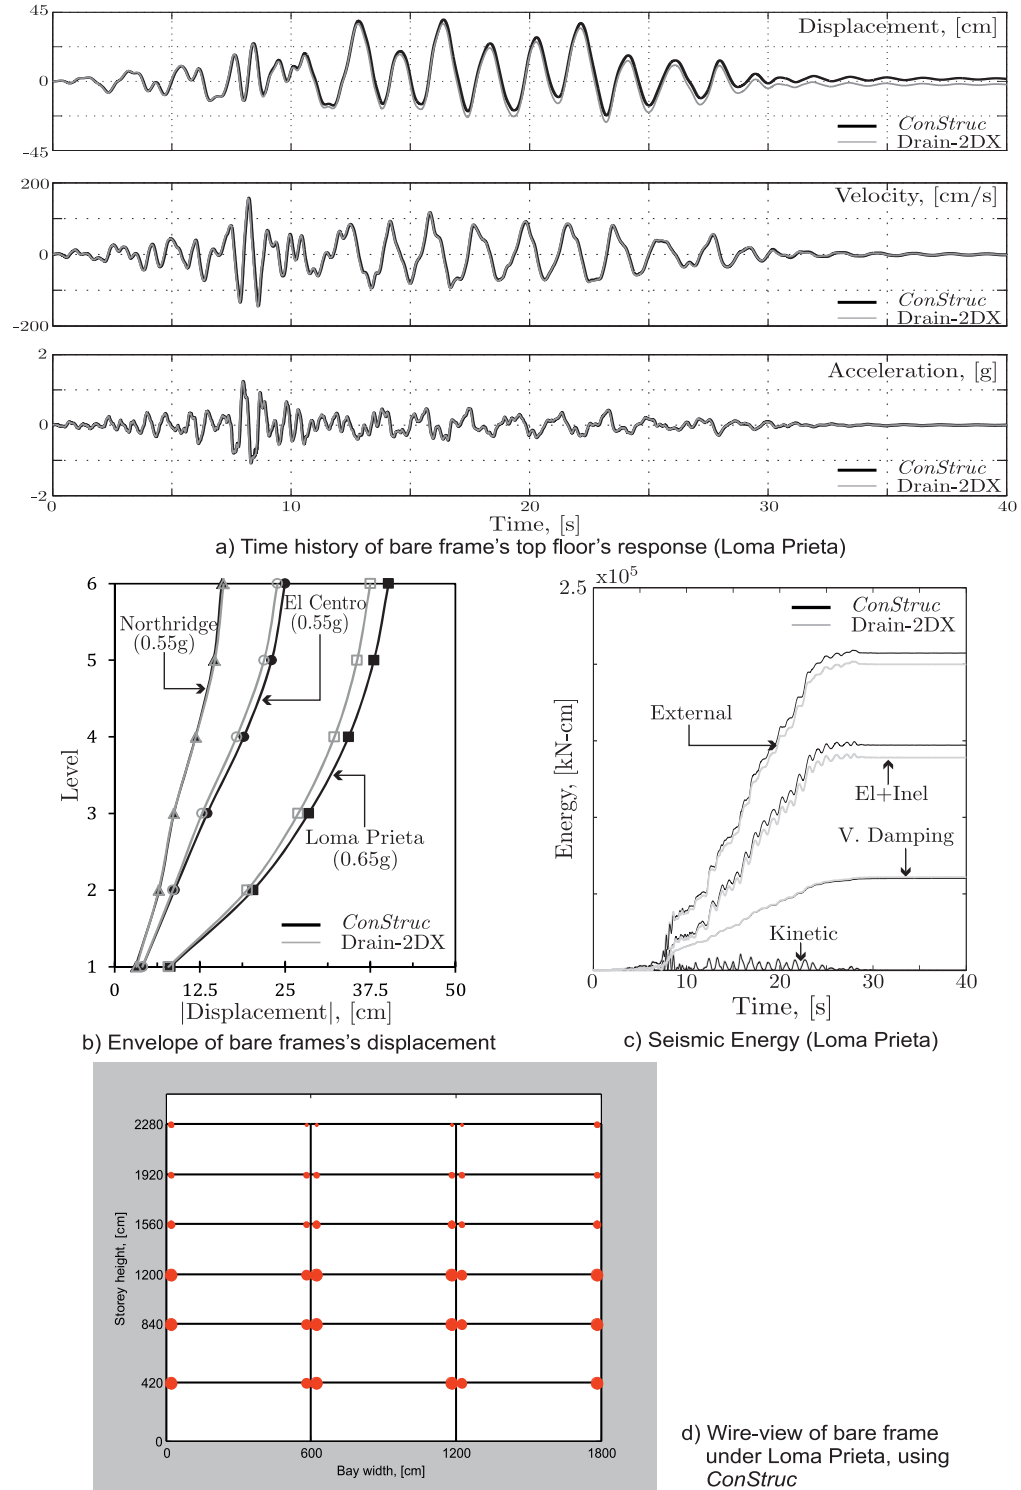 45
Displacement, [cm]
0
ConStruc
Drain-2DX
-45
200
Velocity, [cm/s]
0
ConStruc
Drain-2DX
-200
2
Acceleration, [g]
0
ConStruc
Drain-2DX
-2
0 10 20 30 40
Time, [s]
a) Time history of bare frame's top floor's response (Loma Prieta)
6
El Centro
(0.55g)
Northridge
(0.55g)
5
4
Level
3
Loma Prieta
(0.65g)
2
ConStruc
Drain-2DX
1
0 12.5 25 37.5 50
|Displacement|, [cm]
b) Envelope of bare frames's displacement
2.5 x10⁵
ConStruc
Drain-2DX
External
Energy, [kN-cm]
El+Inel
V. Damping
Kinetic
0 10 20 30 40
Time, [s]
c) Seismic Energy (Loma Prieta)
2280
1920
1560
Storey height, [cm]
1200
840
420
0
0 600 1200 1800
Bay width, [cm]
d) Wire-view of bare frame
under Loma Prieta, using
ConStruc